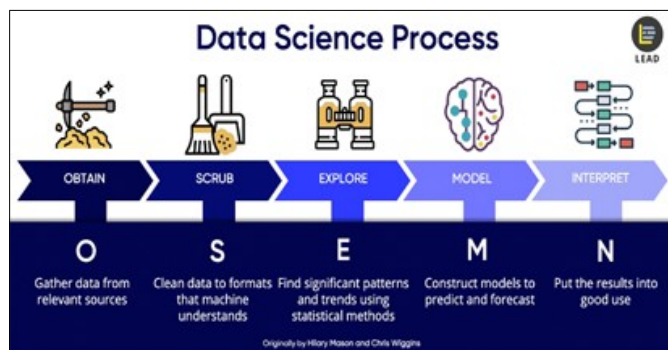 Data Science Process
LEAD
OBTAIN
SCRUB
EXPLORE
MODEL
INTERPRET
O
S
E
M
N
Gather data from
relevant sources
Clean data to formats
that machine
understands
Find significant patterns
and trends using
statistical methods
Construct models to
predict and forecast
Put the results into
good use
Originally by Hilary Mason and Chris Wiggins